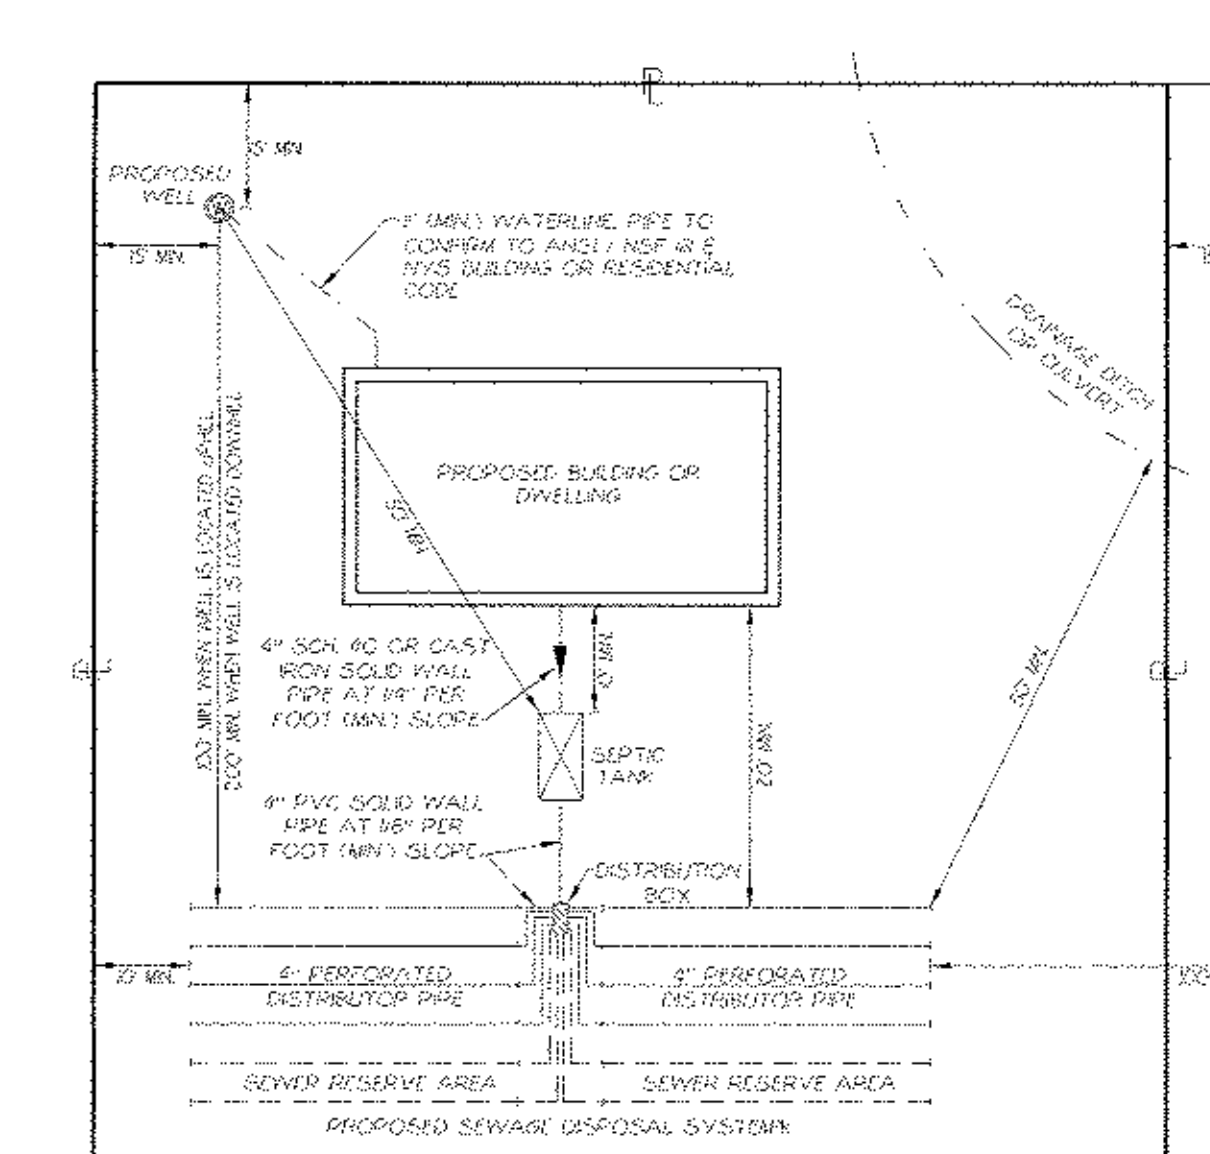 PL
15' MIN.
PROPOSED
WELL
1" (MIN.) WATERLINE. PIPE TO
CONFIRM TO ANSI / NSF 61 &
NYS BUILDING OR RESIDENTIAL
CODE
15' MIN.
DRAINAGE DITCH
OR CULVERT
PROPOSED BUILDING OR
DWELLING
50' MIN.
100' MIN. WHEN WELL IS LOCATED UPHILL
200' MIN. WHEN WELL IS LOCATED DOWNHILL
4" SCH. 40 OR CAST
IRON SOLID WALL
PIPE AT 1/4" PER
FOOT (MIN.) SLOPE
10' MIN.
50' MIN.
PL
PL
SEPTIC
TANK
20' MIN.
4" PVC SOLID WALL
PIPE AT 1/8" PER
FOOT (MIN.) SLOPE
DISTRIBUTION
BOX
10' MIN.
4" PERFORATED
DISTRIBUTOR PIPE
4" PERFORATED
DISTRIBUTOR PIPE
100
SEWER RESERVE AREA
SEWER RESERVE AREA
PROPOSED SEWAGE DISPOSAL SYSTEM